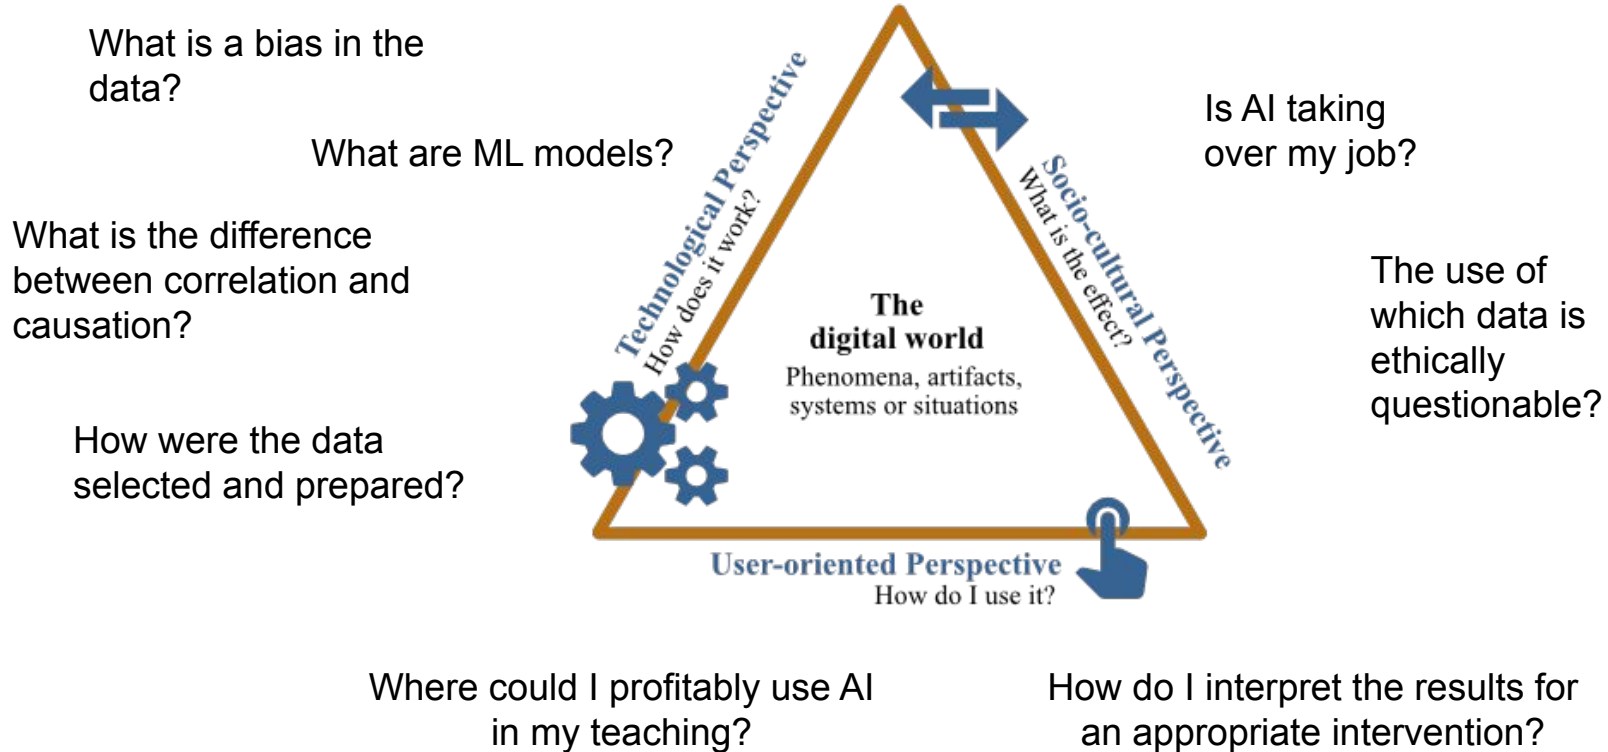 What is a bias in the
data?
What are ML models?
What is the difference
between correlation and
causation?
How were the data
selected and prepared?
Technological Perspective
How does it work?
The
digital world
Phenomena, artifacts,
systems or situations
Socio-cultural Perspective
What is the effect?
Is AI taking
over my job?
The use of
which data is
ethically
questionable?
User-oriented Perspective
How do I use it?
Where could I profitably use AI
in my teaching?
How do I interpret the results for
an appropriate intervention?